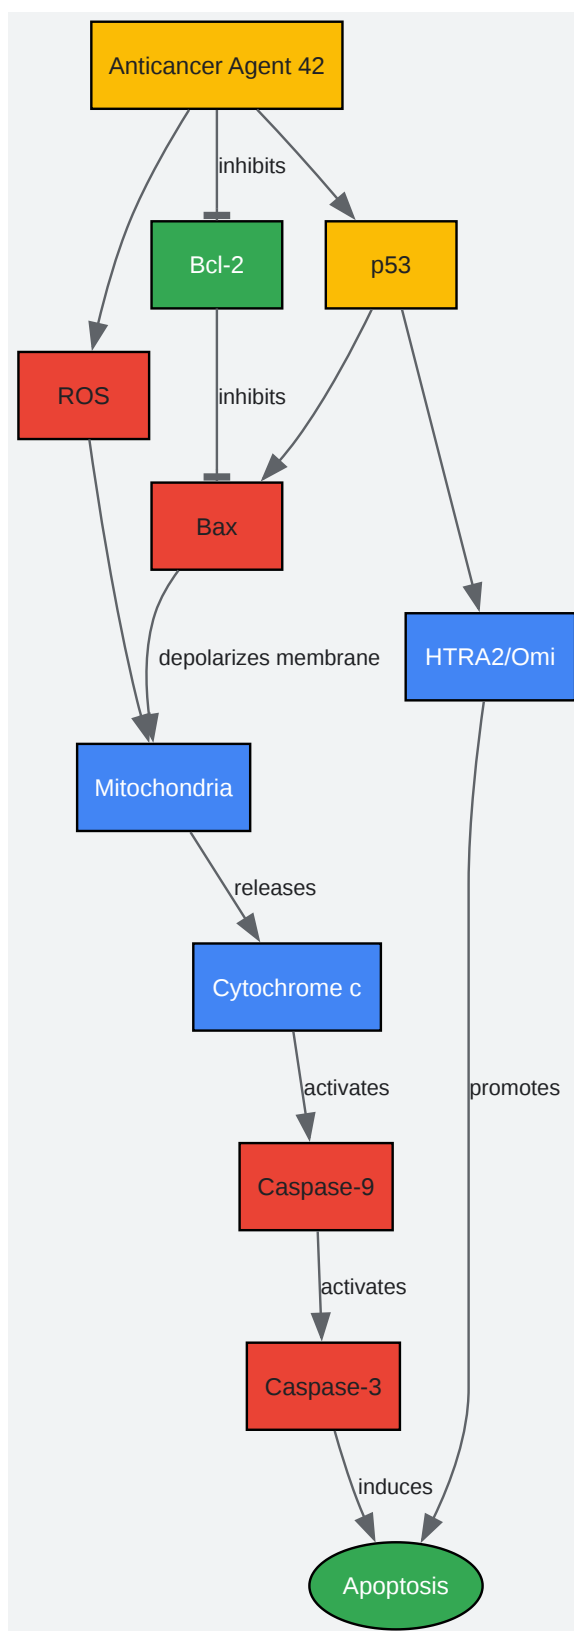 Anticancer Agent 42
inhibits
Bcl-2
p53
ROS
inhibits
Bax
HTRA2/Omi
depolarizes membrane
Mitochondria
releases
Cytochrome c
activates
promotes
Caspase-9
activates
Caspase-3
induces
Apoptosis